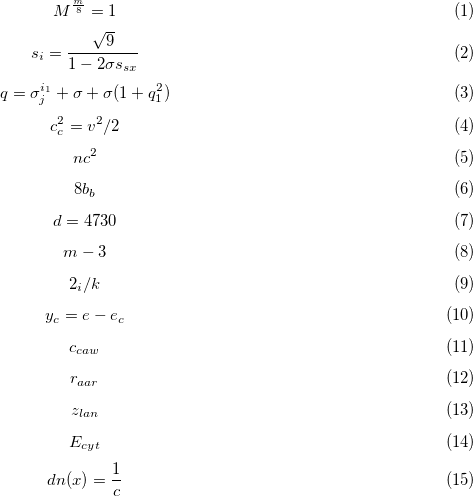 M^{\frac{m}{8}} = 1 (1)
s_i = \frac{\sqrt{9}}{1 - 2\sigma s_{sx}} (2)
q = \sigma_j^{i_1} + \sigma + \sigma(1 + q_1^2) (3)
c_c^2 = v^2/2 (4)
nc^2 (5)
8b_b (6)
d = 4730 (7)
m - 3 (8)
2_i/k (9)
y_c = e - e_c (10)
c_{caw} (11)
r_{aar} (12)
z_{lan} (13)
E_{cyt} (14)
dn(x) = \frac{1}{c} (15)